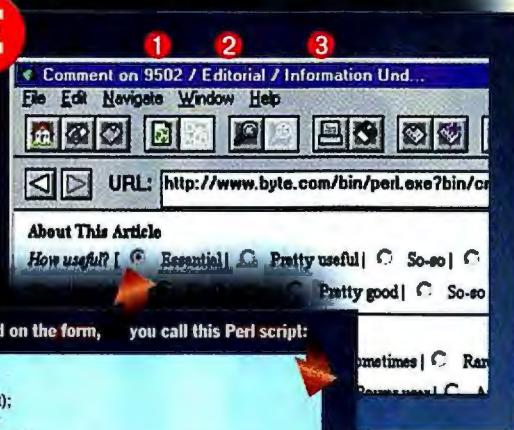 1 2 3
Comment on 9502 / Editorial / Information Und...
File Edit Navigate Window Help
URL: http://www.byte.com/bin/perl.exe?bin/cr
About This Article
How useful? [ Essential | Pretty useful | So-so |
Pretty good | So-so
d on the form, you call this Perl script:
ometimes | Rar
);